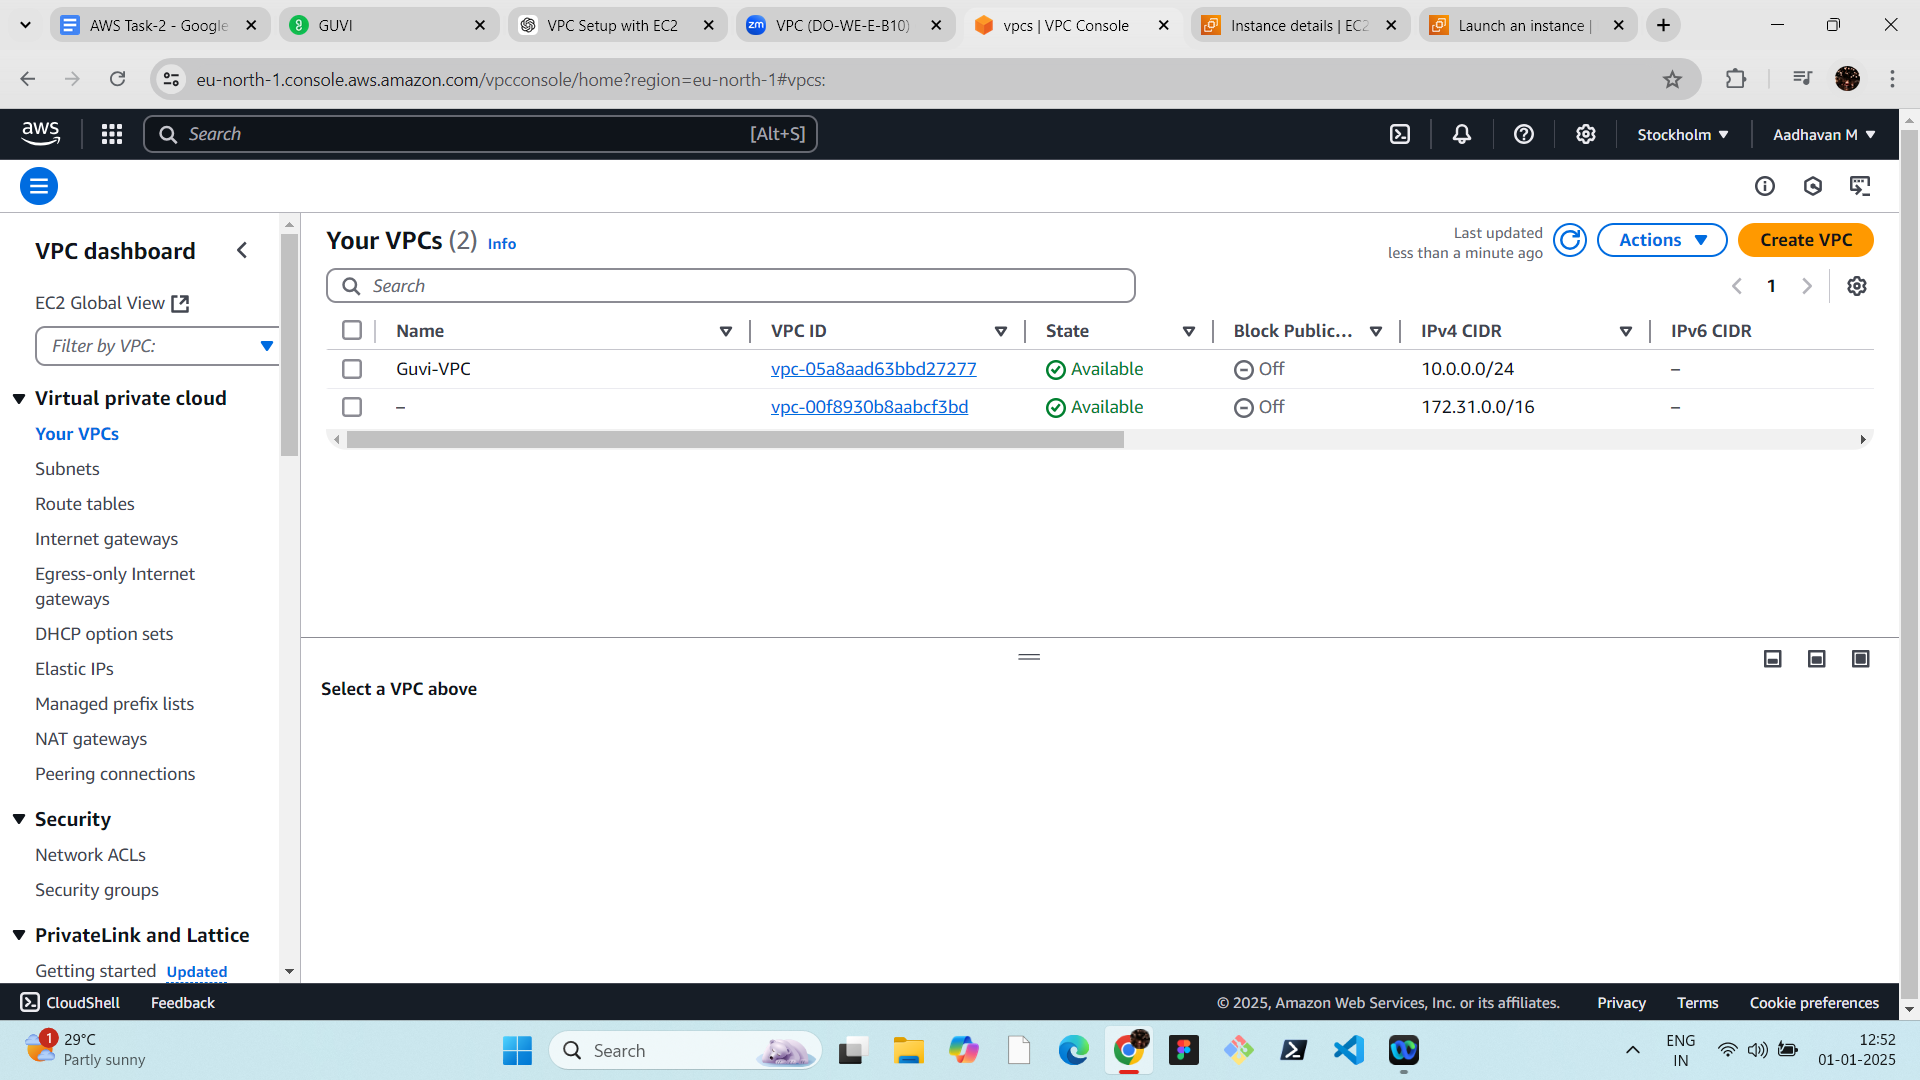 AWS Task-2 - Google
GUVI
VPC Setup with EC2
zm
VPC (DO-WE-E-B10)
vpcs | VPC Console
Instance details | EC2
Launch an instance |
eu-north-1.console.aws.amazon.com/vpcconsole/home?region=eu-north-1#vpcs:
aws
Search
[Alt+S]
Stockholm
Aadhavan M
VPC dashboard
EC2 Global View
Filter by VPC:
Virtual private cloud
Your VPCs
Subnets
Route tables
Internet gateways
Egress-only Internet
gateways
DHCP option sets
Elastic IPs
Managed prefix lists
NAT gateways
Peering connections
Security
Network ACLs
Security groups
PrivateLink and Lattice
Getting started Updated
Your VPCs (2) Info
Last updated
less than a minute ago
Actions
Create VPC
Search
1
Name VPC ID State Block Public... IPv4 CIDR IPv6 CIDR
Guvi-VPC vpc-05a8aad63bbd27277 Available Off 10.0.0.0/24 –
– vpc-00f8930b8aabcf3bd Available Off 172.31.0.0/16 –
Select a VPC above
CloudShell Feedback
© 2025, Amazon Web Services, Inc. or its affiliates. Privacy Terms Cookie preferences
1
29°C
Partly sunny
Search
ENG
IN
12:52
01-01-2025